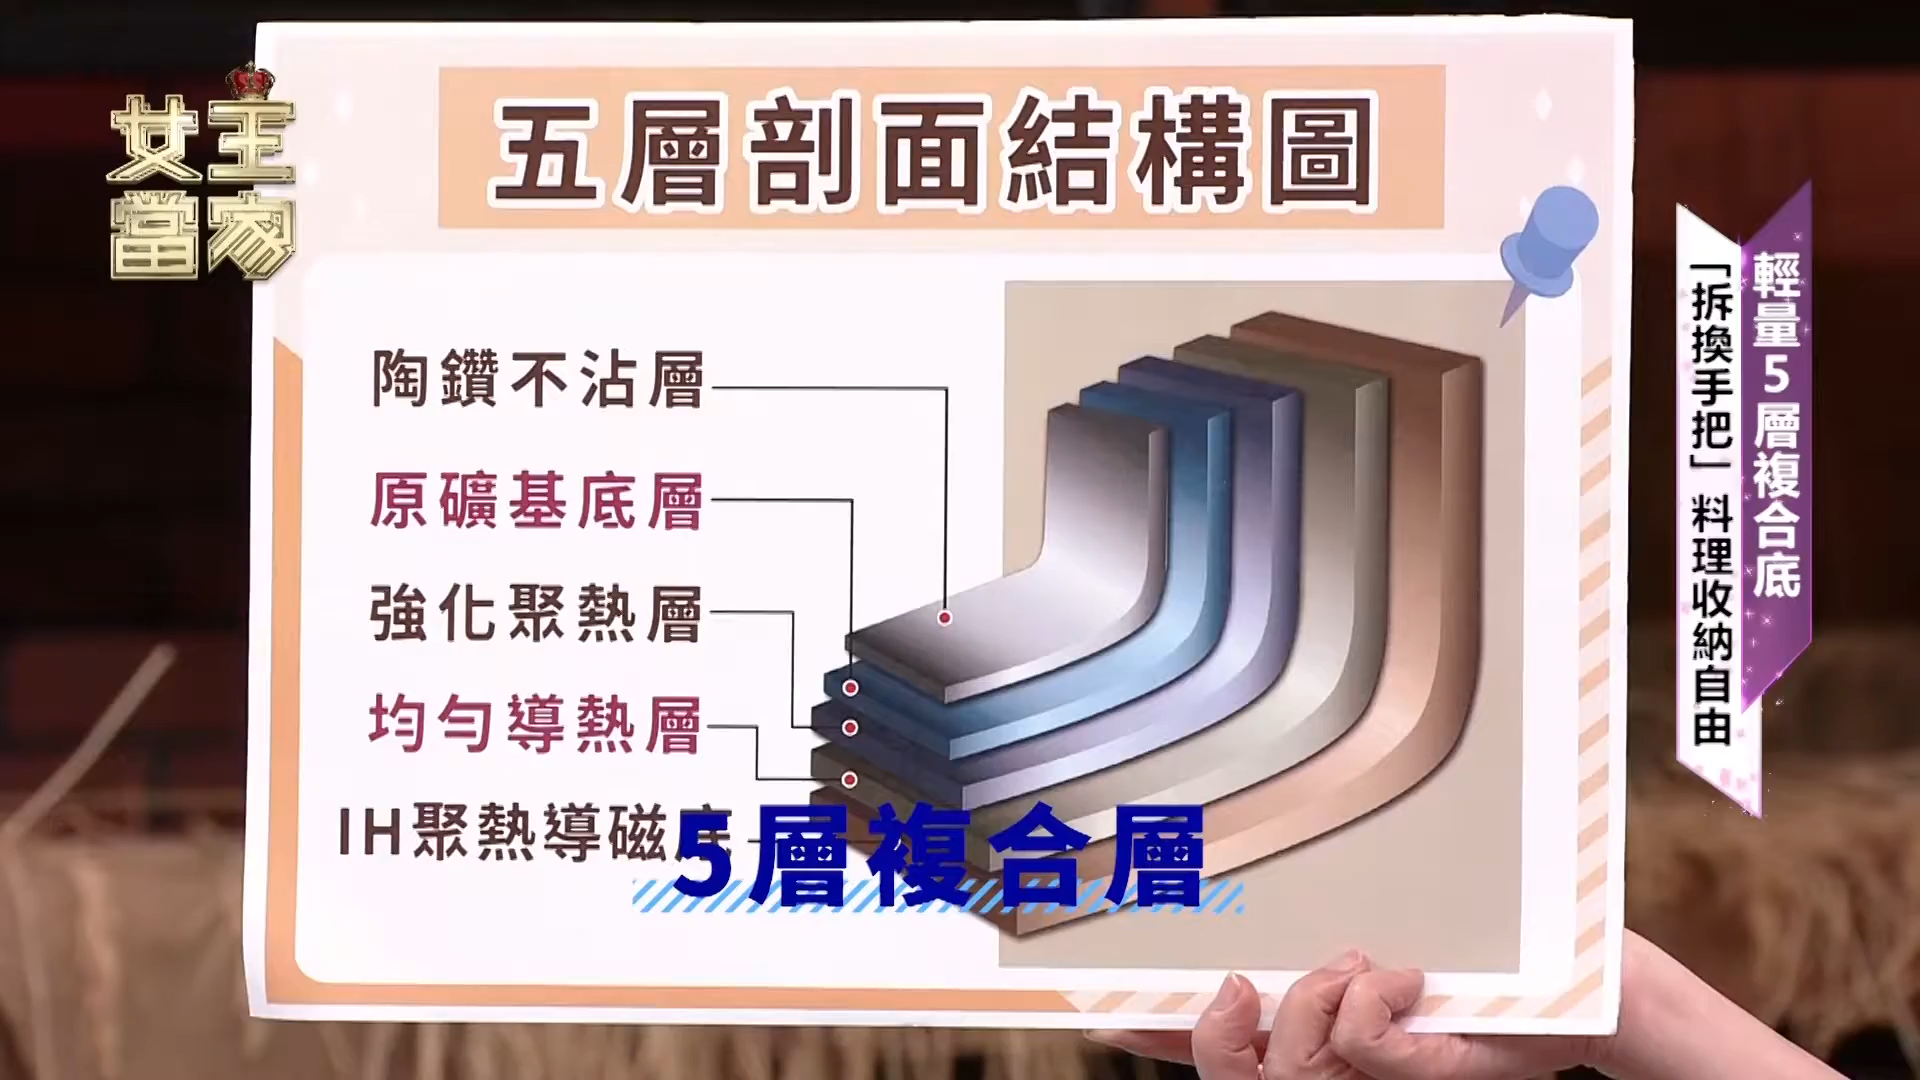 女王
當家
五層剖面結構圖
陶鑽不沾層
原礦基底層
強化聚熱層
均勻導熱層
IH聚熱導磁底
5層複合層
輕量5層複合底
「拆換手把」料理收納自由